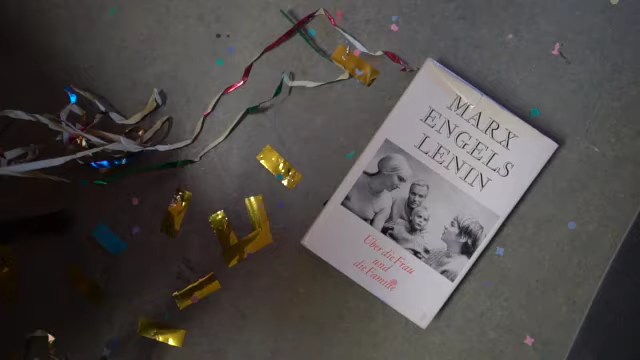 MARX
ENGELS
LENIN
Über die Frau
und
die Familie